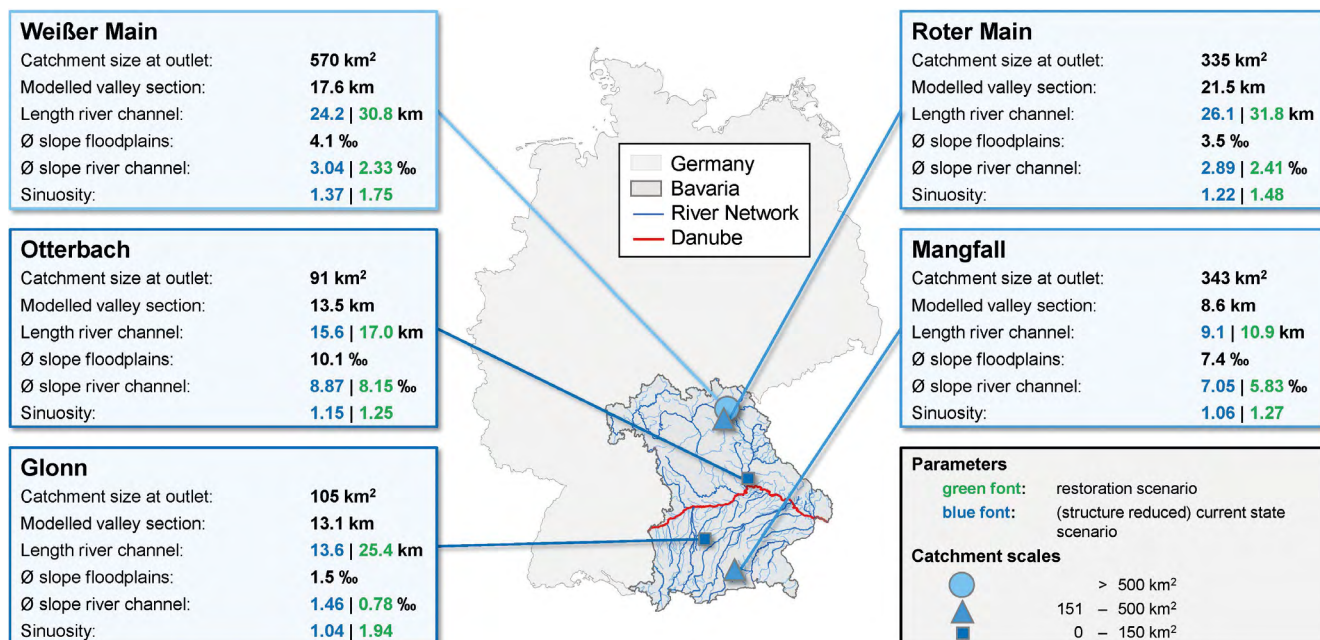 Weißer Main
Catchment size at outlet: 570 km²
Modelled valley section: 17.6 km
Length river channel: 24.2 | 30.8 km
Ø slope floodplains: 4.1 ‰
Ø slope river channel: 3.04 | 2.33 ‰
Sinuosity: 1.37 | 1.75
Otterbach
Catchment size at outlet: 91 km²
Modelled valley section: 13.5 km
Length river channel: 15.6 | 17.0 km
Ø slope floodplains: 10.1 ‰
Ø slope river channel: 8.87 | 8.15 ‰
Sinuosity: 1.15 | 1.25
Glonn
Catchment size at outlet: 105 km²
Modelled valley section: 13.1 km
Length river channel: 13.6 | 25.4 km
Ø slope floodplains: 1.5 ‰
Ø slope river channel: 1.46 | 0.78 ‰
Sinuosity: 1.04 | 1.94
Germany
Bavaria
River Network
Danube
Roter Main
Catchment size at outlet: 335 km²
Modelled valley section: 21.5 km
Length river channel: 26.1 | 31.8 km
Ø slope floodplains: 3.5 ‰
Ø slope river channel: 2.89 | 2.41 ‰
Sinuosity: 1.22 | 1.48
Mangfall
Catchment size at outlet: 343 km²
Modelled valley section: 8.6 km
Length river channel: 9.1 | 10.9 km
Ø slope floodplains: 7.4 ‰
Ø slope river channel: 7.05 | 5.83 ‰
Sinuosity: 1.06 | 1.27
Parameters
green font: restoration scenario
blue font: (structure reduced) current state
scenario
Catchment scales
> 500 km²
151 – 500 km²
0 – 150 km²